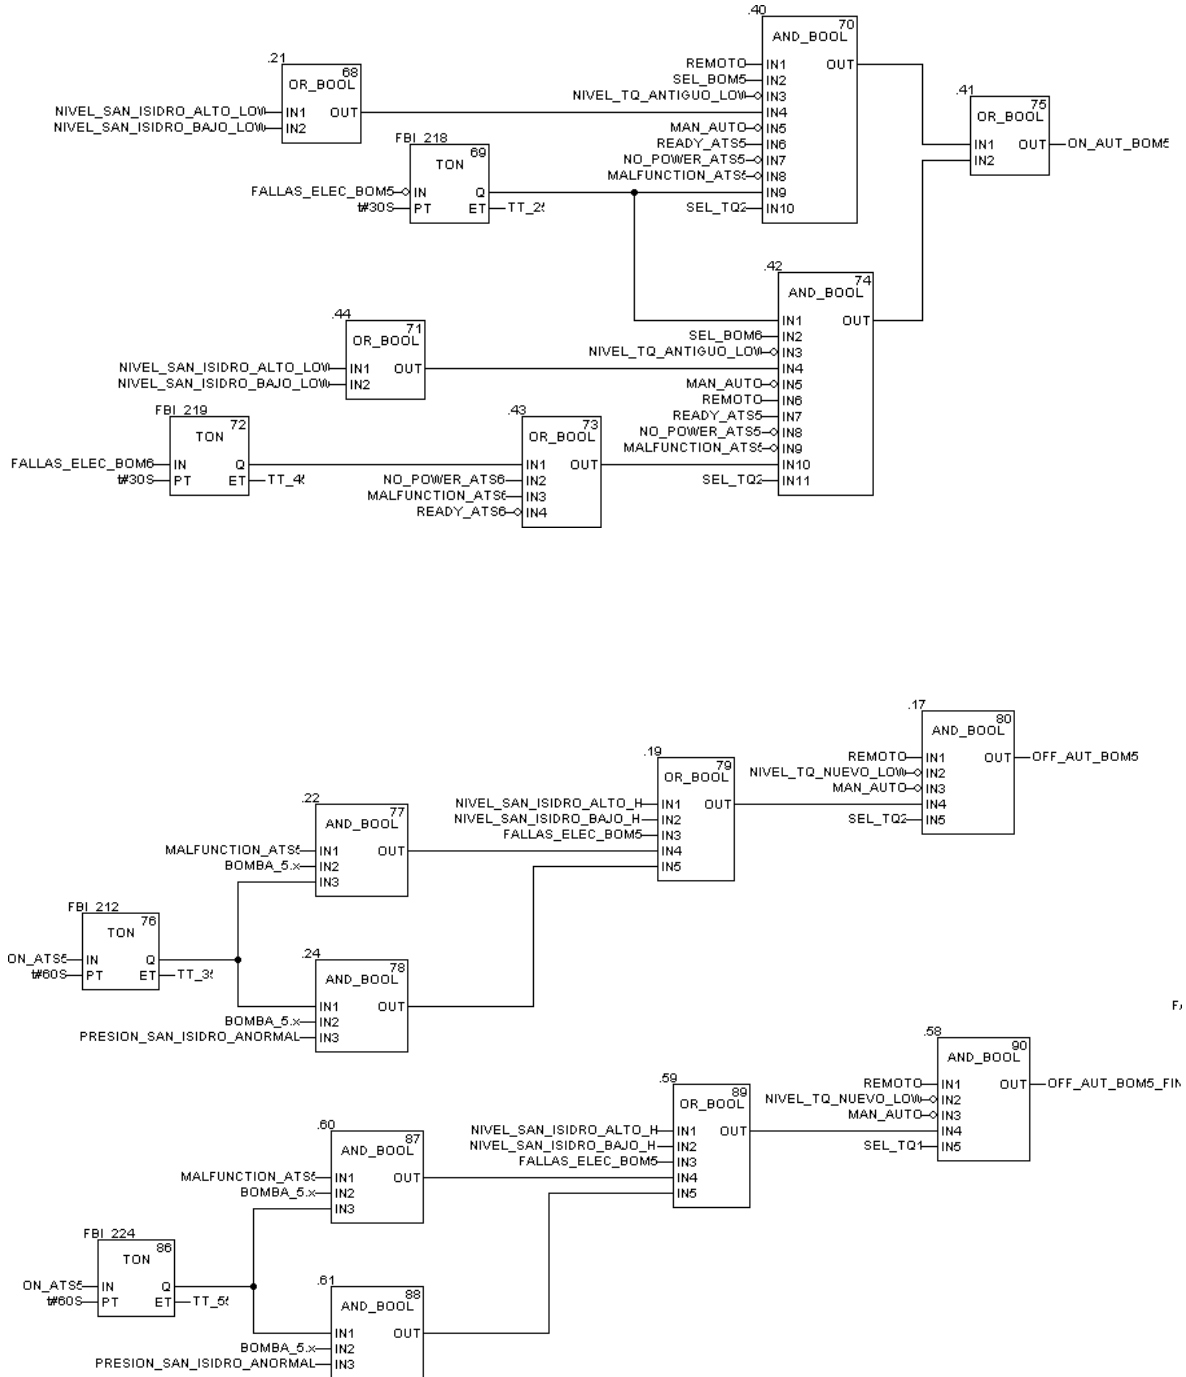 .40
70
AND_BOOL
REMOTO IN1 OUT
SEL_BOM5 IN2
NIVEL_TQ_ANTIGUO_LOW IN3
IN4
MAN_AUTO IN5
READY_ATS5 IN6
NO_POWER_ATS5 IN7
MALFUNCTION_ATS5 IN8
IN9
SEL_TQ2 IN10
.21
68
OR_BOOL
NIVEL_SAN_ISIDRO_ALTO_LOW IN1 OUT
NIVEL_SAN_ISIDRO_BAJO_LOW IN2
FBI_218
69
TON
FALLAS_ELEC_BOM5 IN Q
t#30S PT ET TT_25
.41
75
OR_BOOL
IN1 OUT ON_AUT_BOM5
IN2
.42
74
AND_BOOL
IN1 OUT
SEL_BOM6 IN2
NIVEL_TQ_ANTIGUO_LOW IN3
IN4
MAN_AUTO IN5
REMOTO IN6
READY_ATS5 IN7
NO_POWER_ATS5 IN8
MALFUNCTION_ATS5 IN9
IN10
SEL_TQ2 IN11
.44
71
OR_BOOL
NIVEL_SAN_ISIDRO_ALTO_LOW IN1 OUT
NIVEL_SAN_ISIDRO_BAJO_LOW IN2
FBI_219
72
TON
FALLAS_ELEC_BOM6 IN Q
t#30S PT ET TT_4
.43
73
OR_BOOL
IN1 OUT
NO_POWER_ATS6 IN2
MALFUNCTION_ATS6 IN3
READY_ATS6 IN4
.17
80
AND_BOOL
REMOTO IN1 OUT OFF_AUT_BOM5
NIVEL_TQ_NUEVO_LOW IN2
MAN_AUTO IN3
IN4
SEL_TQ2 IN5
.19
79
OR_BOOL
NIVEL_SAN_ISIDRO_ALTO_H IN1 OUT
NIVEL_SAN_ISIDRO_BAJO_H IN2
FALLAS_ELEC_BOM5 IN3
IN4
IN5
.22
77
AND_BOOL
MALFUNCTION_ATS5 IN1 OUT
BOMBA_5.x IN2
IN3
FBI_212
76
TON
ON_ATS5 IN Q
t#60S PT ET TT_3
.24
78
AND_BOOL
IN1 OUT
BOMBA_5.x IN2
PRESION_SAN_ISIDRO_ANORMAL IN3
.58
90
AND_BOOL
REMOTO IN1 OUT OFF_AUT_BOM5_FIN
NIVEL_TQ_NUEVO_LOW IN2
MAN_AUTO IN3
IN4
SEL_TQ1 IN5
.59
89
OR_BOOL
NIVEL_SAN_ISIDRO_ALTO_H IN1 OUT
NIVEL_SAN_ISIDRO_BAJO_H IN2
FALLAS_ELEC_BOM5 IN3
IN4
IN5
.60
87
AND_BOOL
MALFUNCTION_ATS5 IN1 OUT
BOMBA_5.x IN2
IN3
FBI_224
86
TON
ON_ATS5 IN Q
t#60S PT ET TT_5
.61
88
AND_BOOL
IN1 OUT
BOMBA_5.x IN2
PRESION_SAN_ISIDRO_ANORMAL IN3